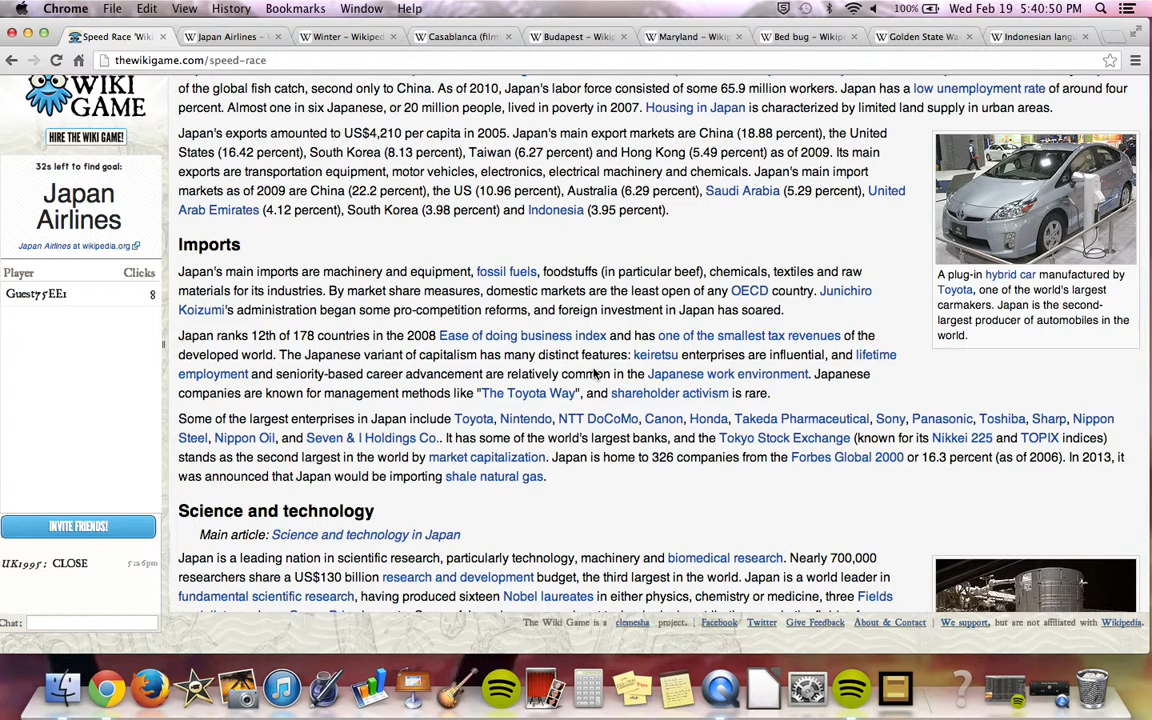 Chrome File Edit View History Bookmarks Window Help 100% Wed Feb 19 5:40:50 PM
Speed Race 'Wiki Japan Airlines - Winter - Wikiped Casablanca (film Budapest - Wikipe Maryland - Wikip Bed bug - Wikiped Golden State Wa Indonesian langu
thewikigame.com/speed-race
WIKI
GAME
HIRE THE WIKI GAME!
32s left to find goal:
Japan
Airlines
Japan Airlines at wikipedia.org
Player Clicks
Guest75EE1 8
INVITE FRIENDS!
UK1995: CLOSE
Chat:
of the global fish catch, second only to China. As of 2010, Japan's labor force consisted of some 65.9 million workers. Japan has a low unemployment rate of around four
percent. Almost one in six Japanese, or 20 million people, lived in poverty in 2007. Housing in Japan is characterized by limited land supply in urban areas.
Japan's exports amounted to US$4,210 per capita in 2005. Japan's main export markets are China (18.88 percent), the United
States (16.42 percent), South Korea (8.13 percent), Taiwan (6.27 percent) and Hong Kong (5.49 percent) as of 2009. Its main
exports are transportation equipment, motor vehicles, electronics, electrical machinery and chemicals. Japan's main import
markets as of 2009 are China (22.2 percent), the US (10.96 percent), Australia (6.29 percent), Saudi Arabia (5.29 percent), United
Arab Emirates (4.12 percent), South Korea (3.98 percent) and Indonesia (3.95 percent).
Imports
Japan's main imports are machinery and equipment, fossil fuels, foodstuffs (in particular beef), chemicals, textiles and raw
materials for its industries. By market share measures, domestic markets are the least open of any OECD country. Junichiro
Koizumi's administration began some pro-competition reforms, and foreign investment in Japan has soared.
Japan ranks 12th of 178 countries in the 2008 Ease of doing business index and has one of the smallest tax revenues of the
developed world. The Japanese variant of capitalism has many distinct features: keiretsu enterprises are influential, and lifetime
employment and seniority-based career advancement are relatively common in the Japanese work environment. Japanese
companies are known for management methods like "The Toyota Way", and shareholder activism is rare.
Some of the largest enterprises in Japan include Toyota, Nintendo, NTT DoCoMo, Canon, Honda, Takeda Pharmaceutical, Sony, Panasonic, Toshiba, Sharp, Nippon
Steel, Nippon Oil, and Seven & I Holdings Co.. It has some of the world's largest banks, and the Tokyo Stock Exchange (known for its Nikkei 225 and TOPIX indices)
stands as the second largest in the world by market capitalization. Japan is home to 326 companies from the Forbes Global 2000 or 16.3 percent (as of 2006). In 2013, it
was announced that Japan would be importing shale natural gas.
Science and technology
Main article: Science and technology in Japan
Japan is a leading nation in scientific research, particularly technology, machinery and biomedical research. Nearly 700,000
researchers share a US$130 billion research and development budget, the third largest in the world. Japan is a world leader in
fundamental scientific research, having produced sixteen Nobel laureates in either physics, chemistry or medicine, three Fields
A plug-in hybrid car manufactured by
Toyota, one of the world's largest
carmakers. Japan is the second-
largest producer of automobiles in the
world.
The Wiki Game is a clemesha project. | Facebook | Twitter | Give Feedback | About & Contact | We support, but are not affiliated with Wikipedia.